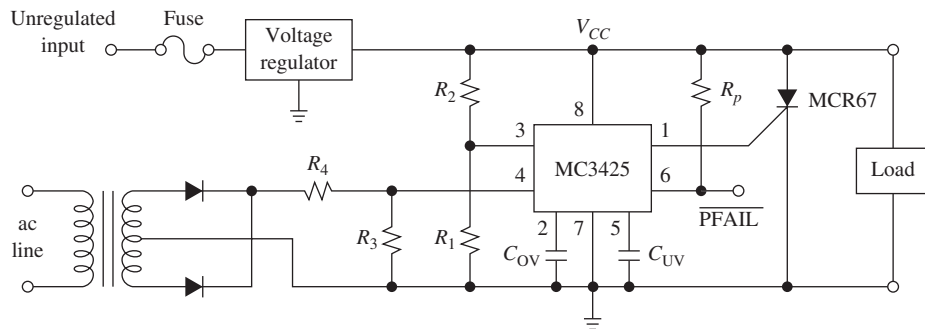 Unregulated
input
Fuse
Voltage
regulator
V_CC
R_2
R_p
MCR67
8
3
1
MC3425
4
6
R_4
Load
PFAIL
ac
line
R_3
R_1
2
7
5
C_OV
C_UV